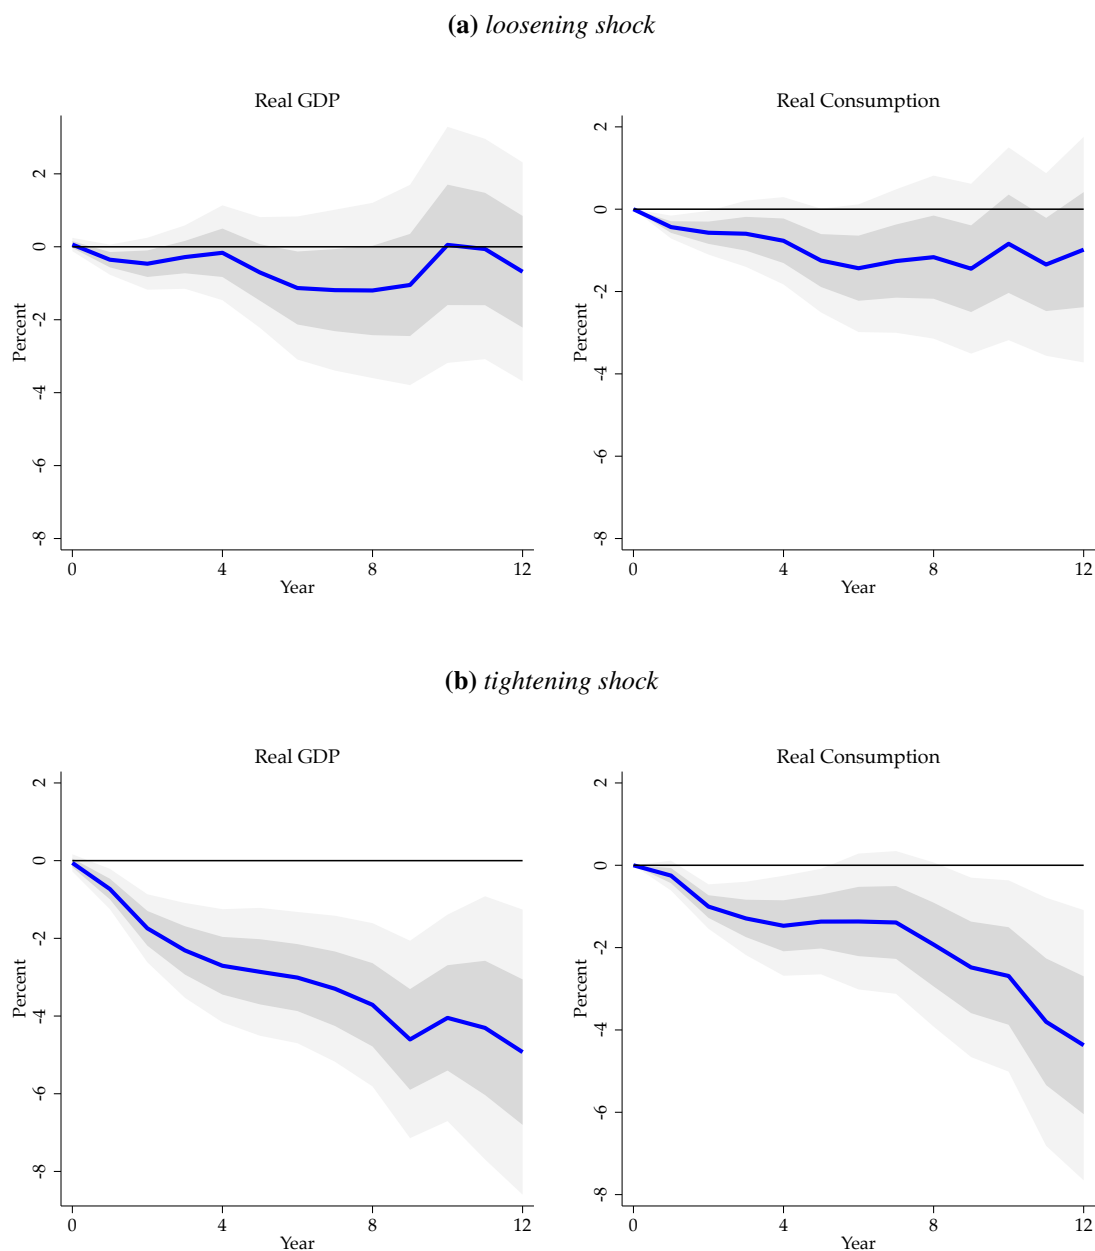 (a) loosening shock
Real GDP
Real Consumption
Percent
2
0
-2
-4
-6
-8
0 4 8 12
Year
Percent
2
0
-2
-4
-6
-8
0 4 8 12
Year
(b) tightening shock
Real GDP
Real Consumption
Percent
2
0
-2
-4
-6
-8
0 4 8 12
Year
Percent
2
0
-2
-4
-6
-8
0 4 8 12
Year